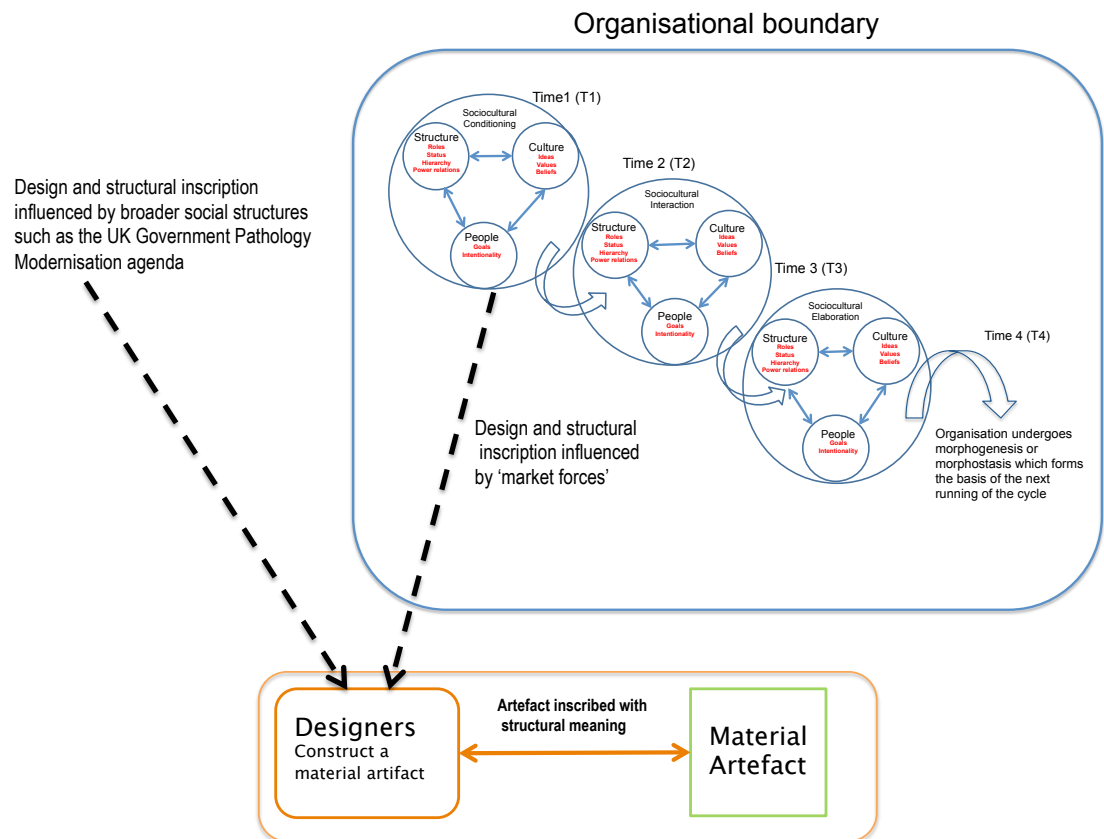 Organisational boundary
Time1 (T1)
Sociocultural
Conditioning
Structure
Roles
Status
Hierarchy
Power relations
Culture
Ideas
Values
Beliefs
People
Goals
Intentionality
Time 2 (T2)
Sociocultural
Interaction
Structure
Roles
Status
Hierarchy
Power relations
Culture
Ideas
Values
Beliefs
People
Goals
Intentionality
Time 3 (T3)
Sociocultural
Elaboration
Structure
Roles
Status
Hierarchy
Power relations
Culture
Ideas
Values
Beliefs
People
Goals
Intentionality
Time 4 (T4)
Organisation undergoes
morphogenesis or
morphostasis which forms
the basis of the next
running of the cycle
Design and structural inscription
influenced by broader social structures
such as the UK Government Pathology
Modernisation agenda
Design and structural
inscription influenced
by ‘market forces’
Designers
Construct a
material artifact
Artefact inscribed with
structural meaning
Material
Artefact